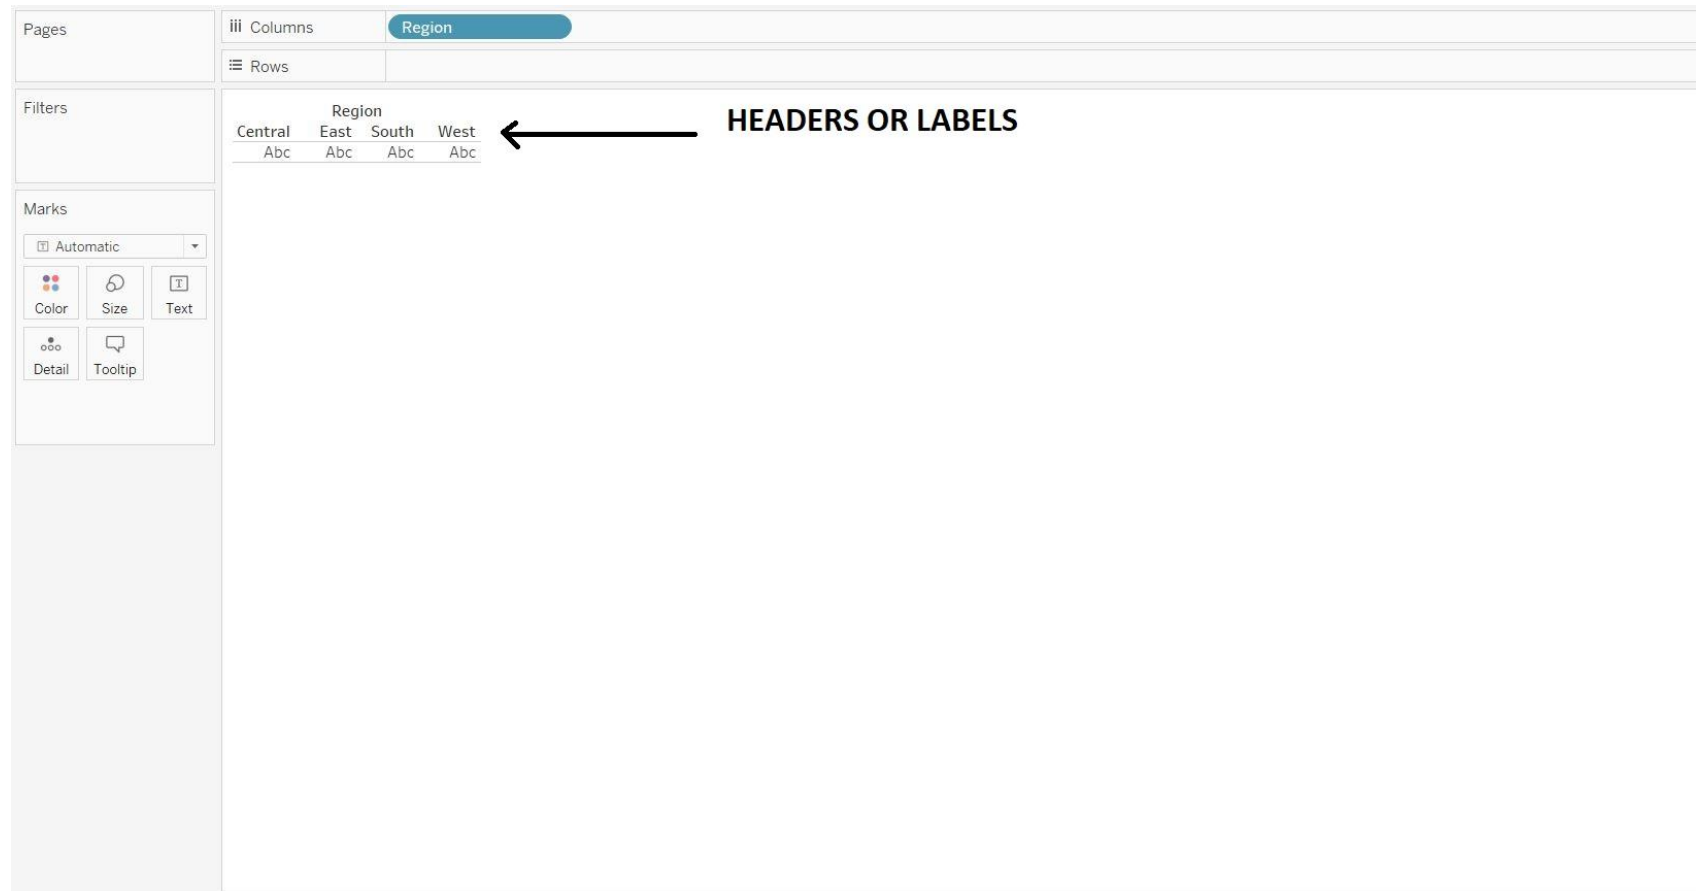 Pages
Columns Region
Rows
Filters
Region
Central East South West
Abc Abc Abc Abc
HEADERS OR LABELS
Marks
Automatic
Color Size Text
Detail Tooltip